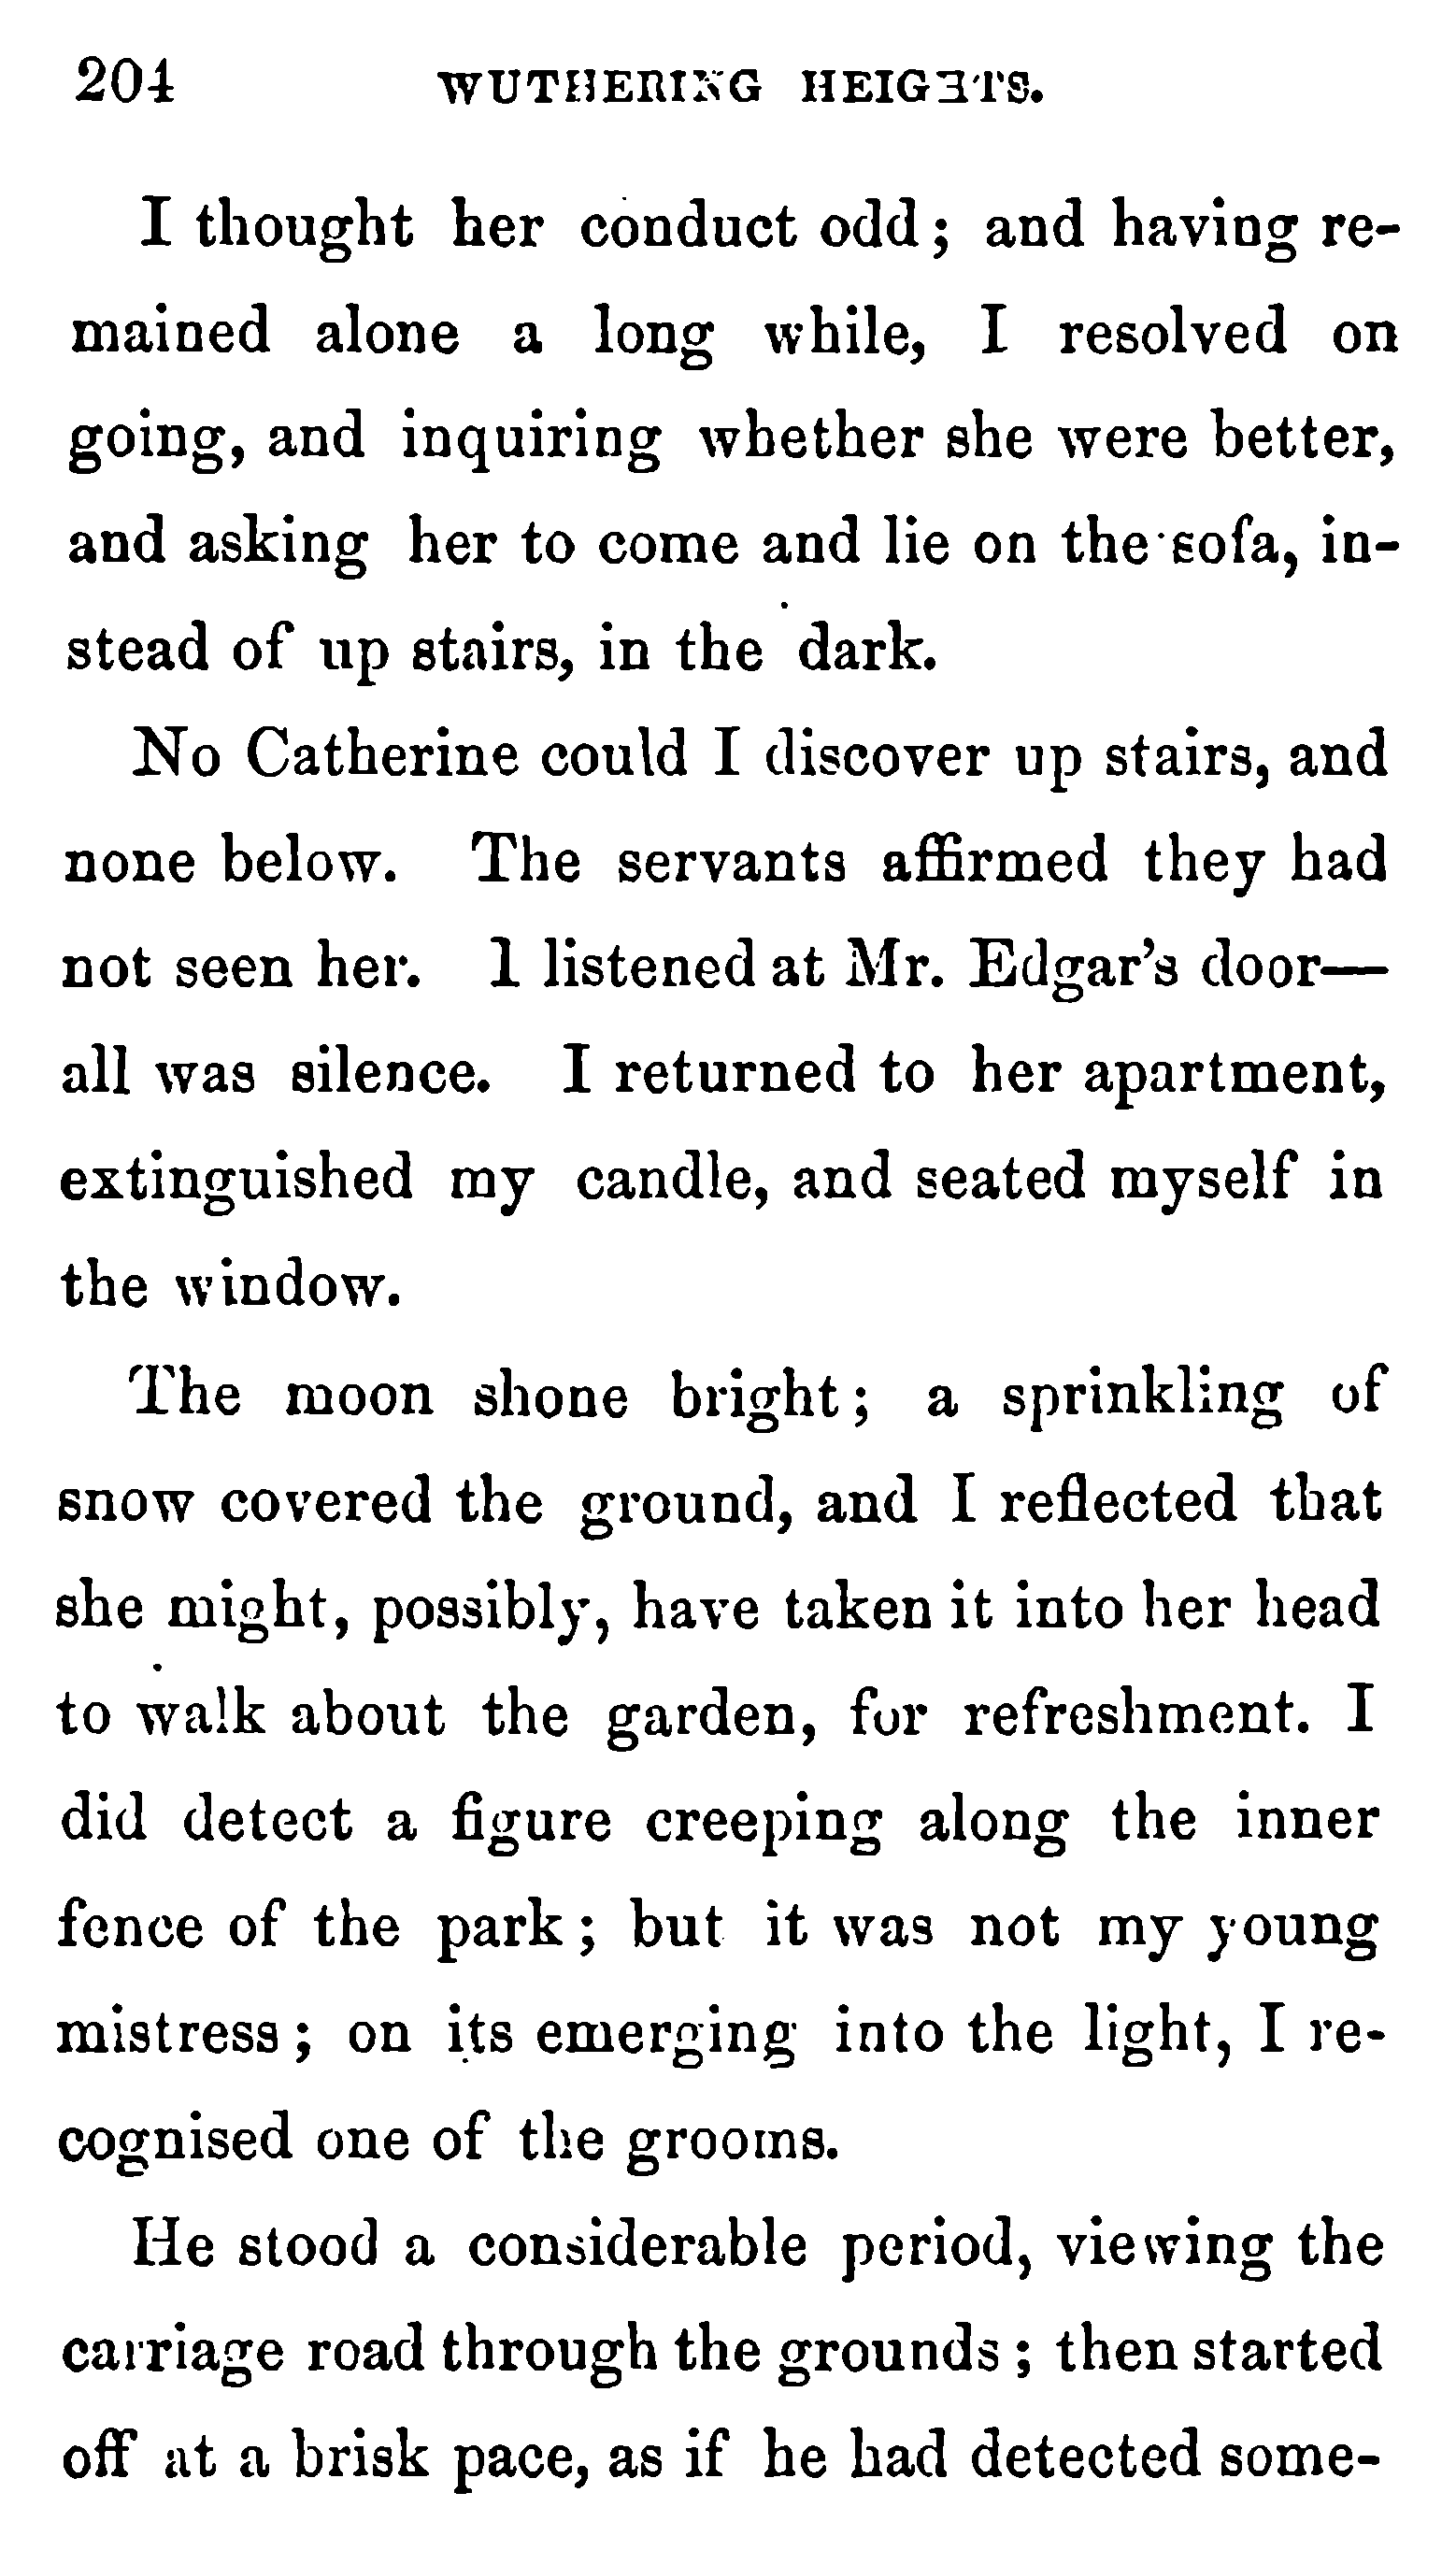 204 WUTHERING HEIGHTS.
I thought her conduct odd; and having re-
mained alone a long while, I resolved on
going, and inquiring whether she were better,
and asking her to come and lie on the sofa, in-
stead of up stairs, in the dark.
No Catherine could I discover up stairs, and
none below. The servants affirmed they had
not seen her. I listened at Mr. Edgar's door—
all was silence. I returned to her apartment,
extinguished my candle, and seated myself in
the window.
The moon shone bright; a sprinkling of
snow covered the ground, and I reflected that
she might, possibly, have taken it into her head
to walk about the garden, for refreshment. I
did detect a figure creeping along the inner
fence of the park; but it was not my young
mistress; on its emerging into the light, I re-
cognised one of the grooms.
He stood a considerable period, viewing the
carriage road through the grounds; then started
off at a brisk pace, as if he had detected some-